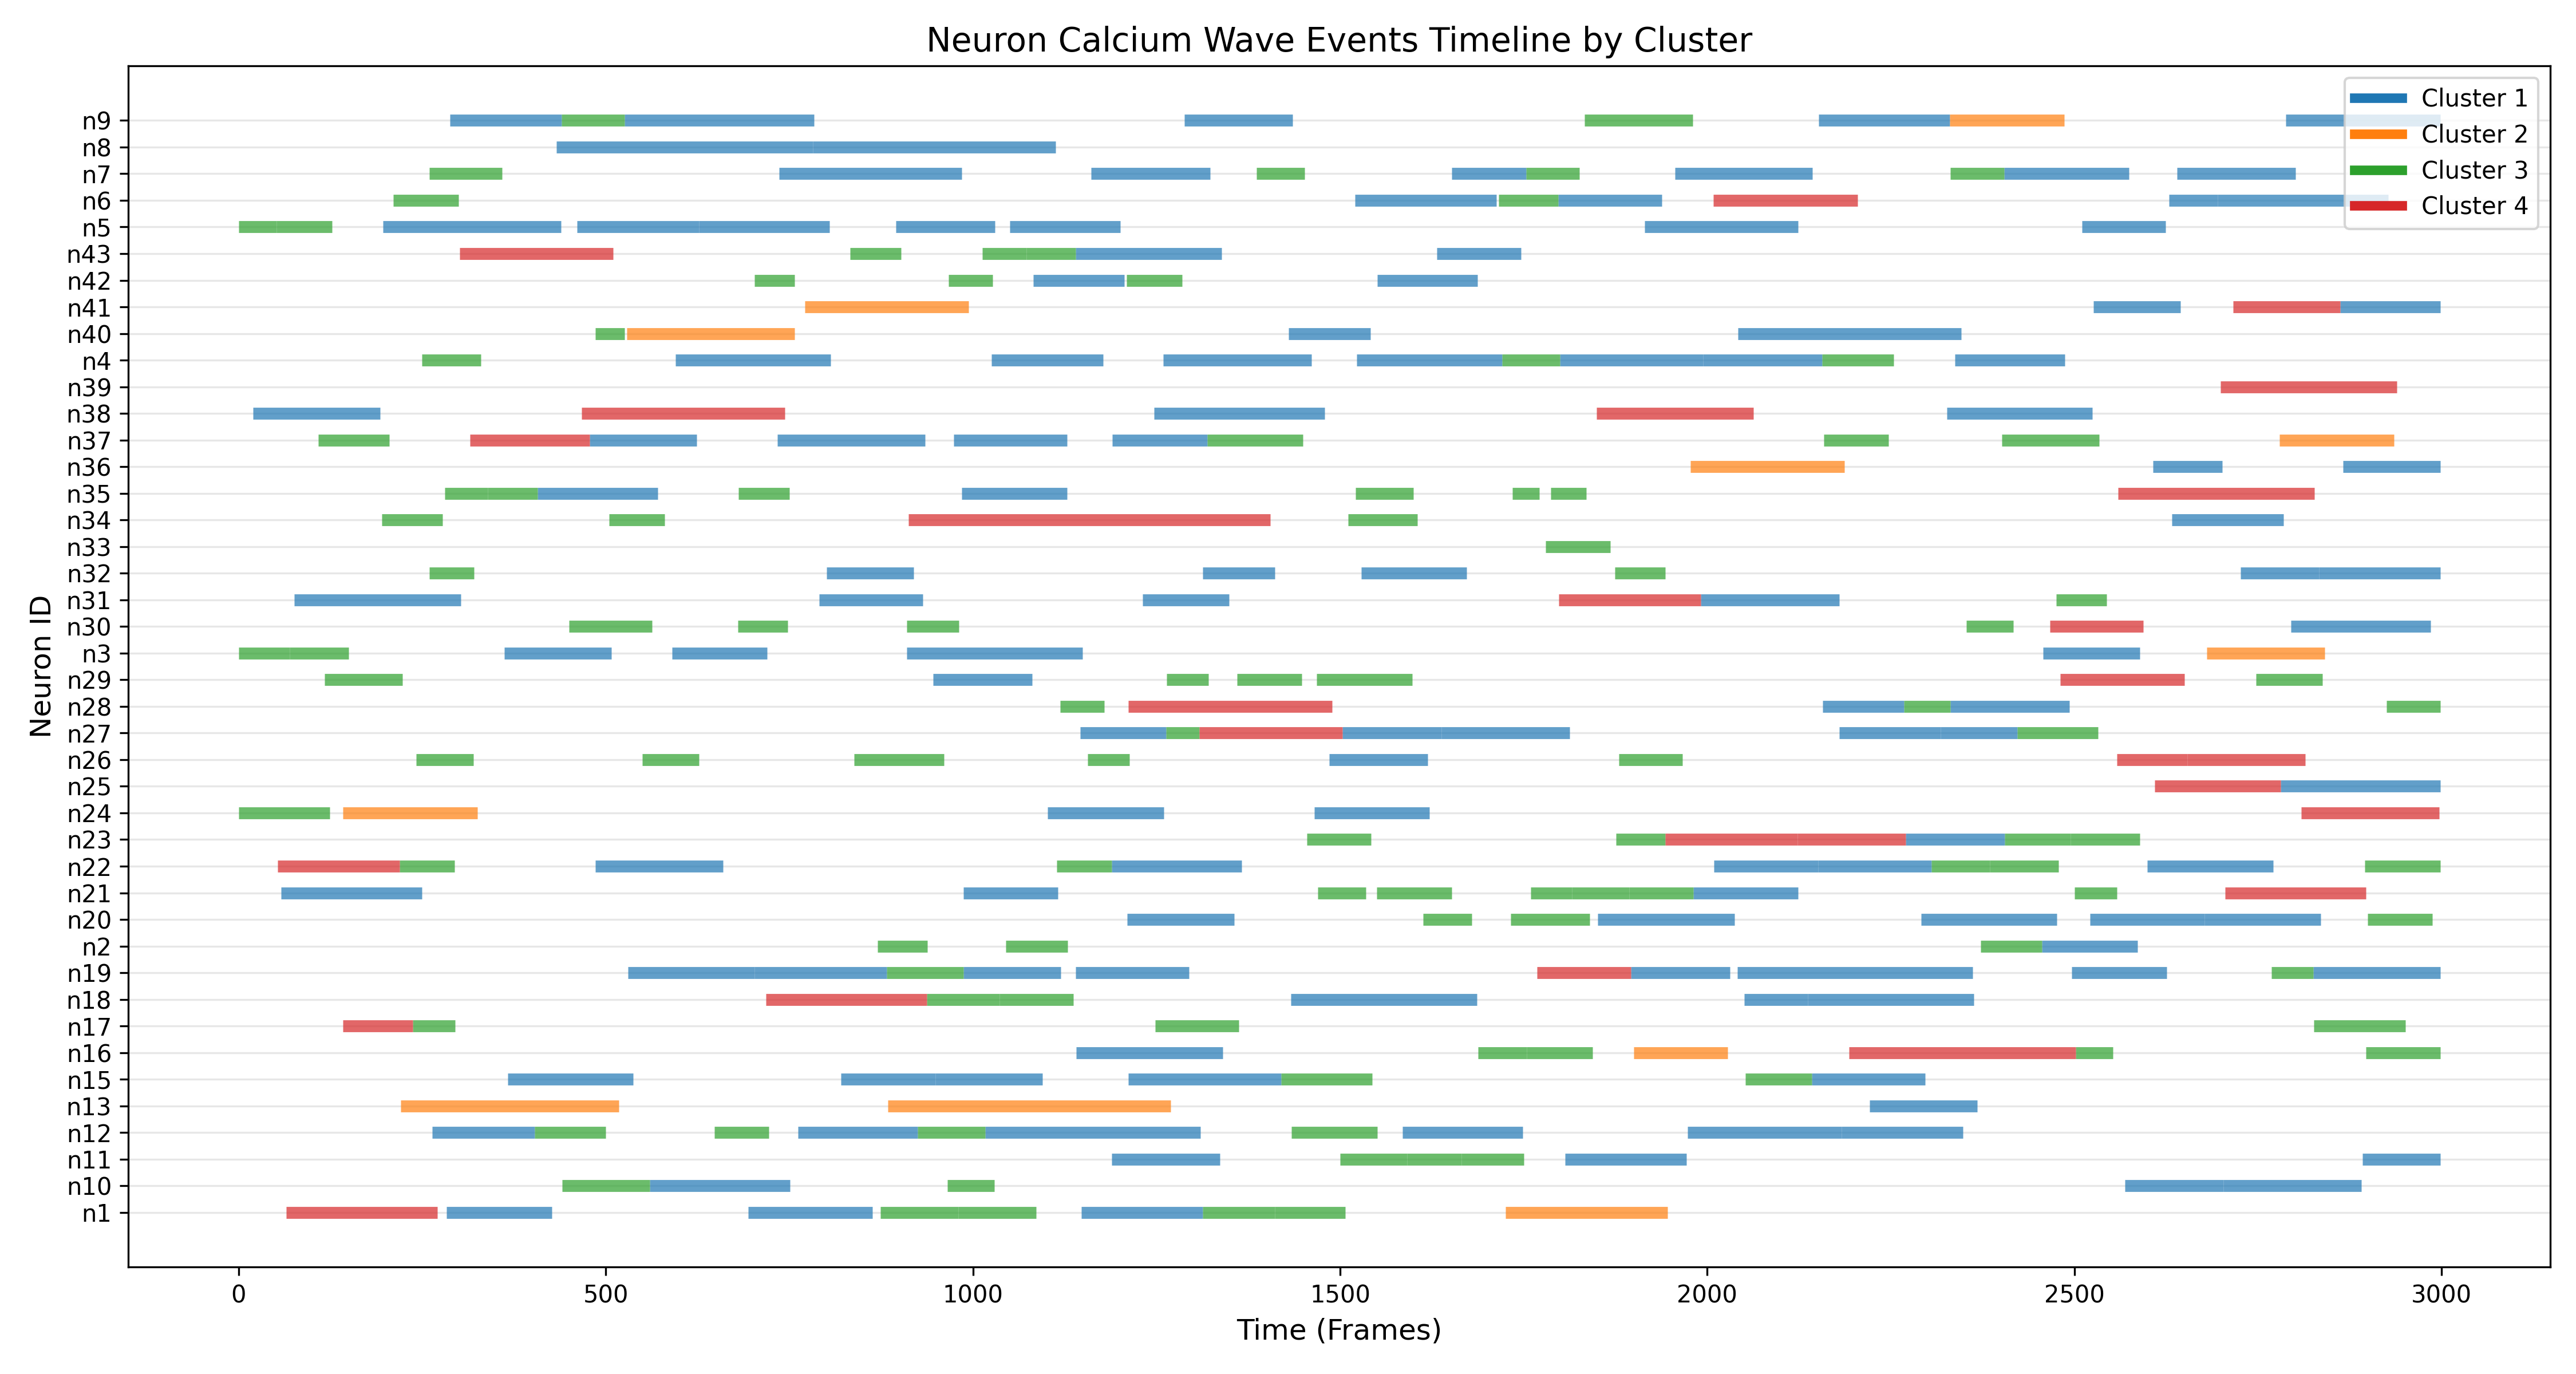 Neuron Calcium Wave Events Timeline by Cluster
Cluster 1
Cluster 2
Cluster 3
Cluster 4
Neuron ID
n9
n8
n7
n6
n5
n43
n42
n41
n40
n4
n39
n38
n37
n36
n35
n34
n33
n32
n31
n30
n3
n29
n28
n27
n26
n25
n24
n23
n22
n21
n20
n2
n19
n18
n17
n16
n15
n13
n12
n11
n10
n1
0 500 1000 1500 2000 2500 3000
Time (Frames)